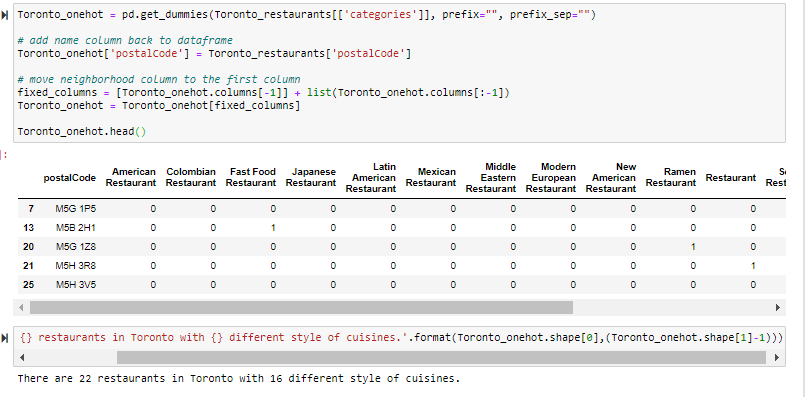 Toronto_onehot = pd.get_dummies(Toronto_restaurants[['categories']], prefix="", prefix_sep="")
# add name column back to dataframe
Toronto_onehot['postalCode'] = Toronto_restaurants['postalCode']
# move neighborhood column to the first column
fixed_columns = [Toronto_onehot.columns[-1]] + list(Toronto_onehot.columns[:-1])
Toronto_onehot = Toronto_onehot[fixed_columns]
Toronto_onehot.head()
postalCode American Restaurant Colombian Restaurant Fast Food Restaurant Japanese Restaurant Latin American Restaurant Mexican Restaurant Middle Eastern Restaurant Modern European Restaurant New American Restaurant Ramen Restaurant Restaurant S Rest
7 M5G 1P5 0 0 0 0 0 0 0 0 0 0 0
13 M5B 2H1 0 0 1 0 0 0 0 0 0 0 0
20 M5G 1Z8 0 0 0 0 0 0 0 0 0 1 0
21 M5H 3R8 0 0 0 0 0 0 0 0 0 0 1
25 M5H 3V5 0 0 0 0 0 0 0 0 0 0 0
{} restaurants in Toronto with {} different style of cuisines.'.format(Toronto_onehot.shape[0],(Toronto_onehot.shape[1]-1)))
There are 22 restaurants in Toronto with 16 different style of cuisines.